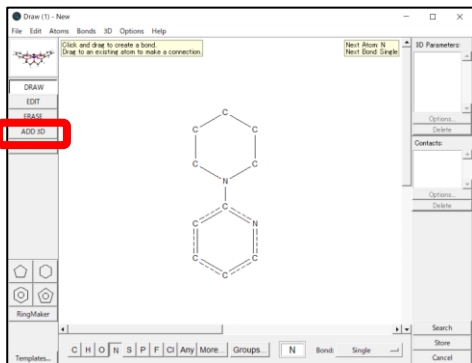 Draw (1) - New
File Edit Atoms Bonds 3D Options Help
Click and drag to create a bond.
Drag to an existing atom to make a connection.
Next Atom: N
Next Bond: Single
3D Parameters:
DRAW
EDIT
ERASE
ADD 3D
Options...
Delete
Contacts:
Options...
Delete
C
C C
C C
N
C
C N
C C
C
RingMaker
Templates...
C H O N S P F Cl Any More... Groups... N Bond: Single
Search
Store
Cancel